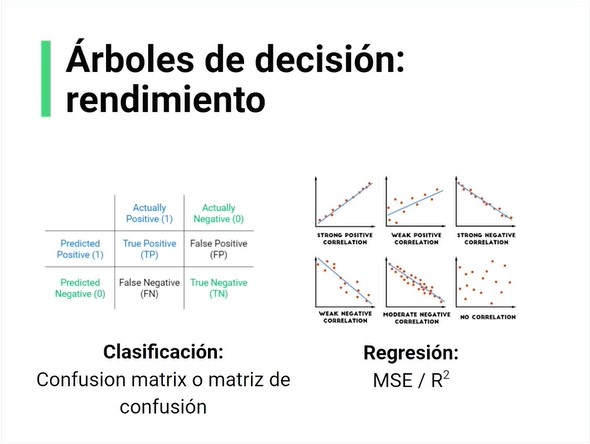 Árboles de decisión:
rendimiento
Actually
Positive (1)
Actually
Negative (0)
Predicted
Positive (1)
True Positive
(TP)
False Positive
(FP)
Predicted
Negative (0)
False Negative
(FN)
True Negative
(TN)
STRONG POSITIVE
CORRELATION
WEAK POSITIVE
CORRELATION
STRONG NEGATIVE
CORRELATION
WEAK NEGATIVE
CORRELATION
MODERATE NEGATIVE
CORRELATION
NO CORRELATION
Clasificación:
Confusion matrix o matriz de
confusión
Regresión:
MSE / R²